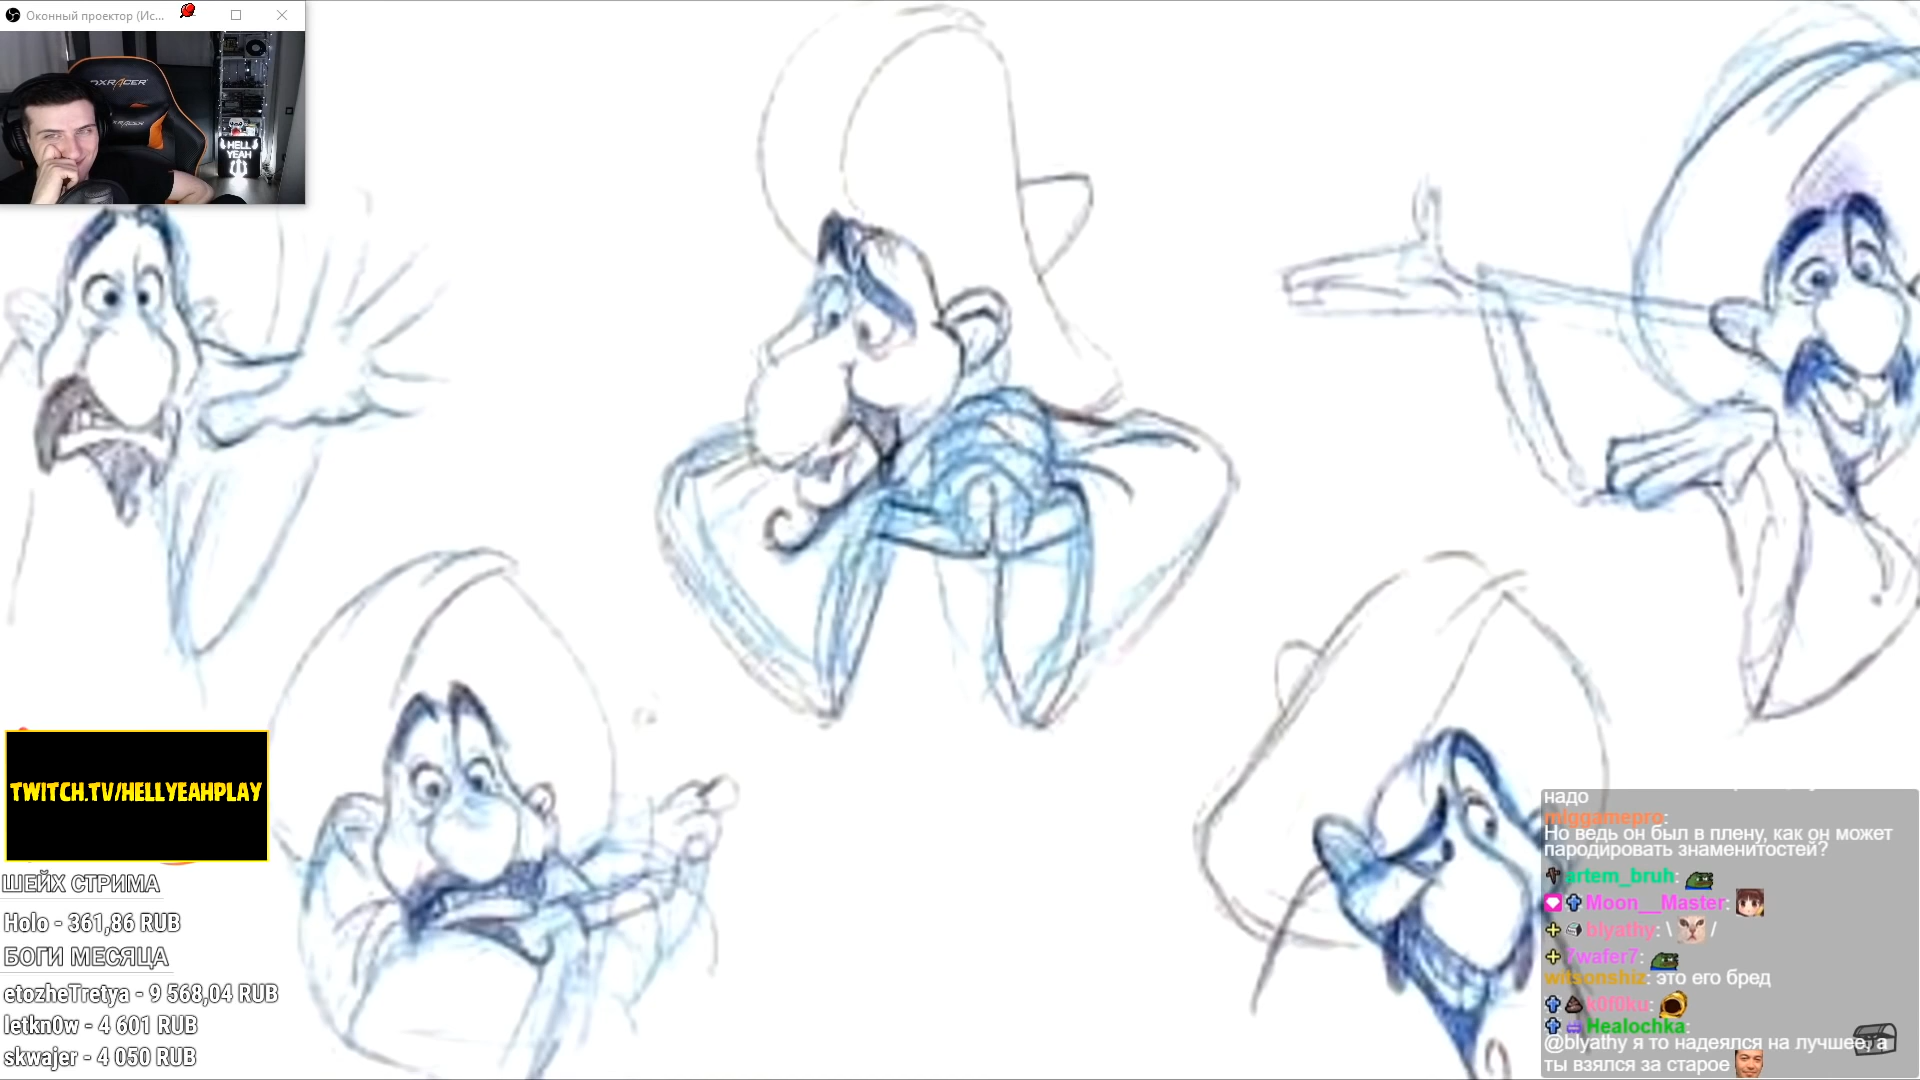 Оконный проектор (Ис...
DXRACER
HELL
YEAH
TWITCH.TV/HELLYEAHPLAY
ШЕЙХ СТРИМА
Holo - 361,86 RUB
БОГИ МЕСЯЦА
etozheTretya - 9 568,04 RUB
letkn0w - 4 601 RUB
skwajer - 4 050 RUB
надо
miggamepro:
Но ведь он был в плену, как он может
пародировать знаменитостей?
artem_bruh:
Moon__Master:
blyathy: \ /
7wafer7:
witsonshiz: это его бред
k0f0ku:
Healochka:
@blyathy я то надеялся на лучшее, а
ты взялся за старое